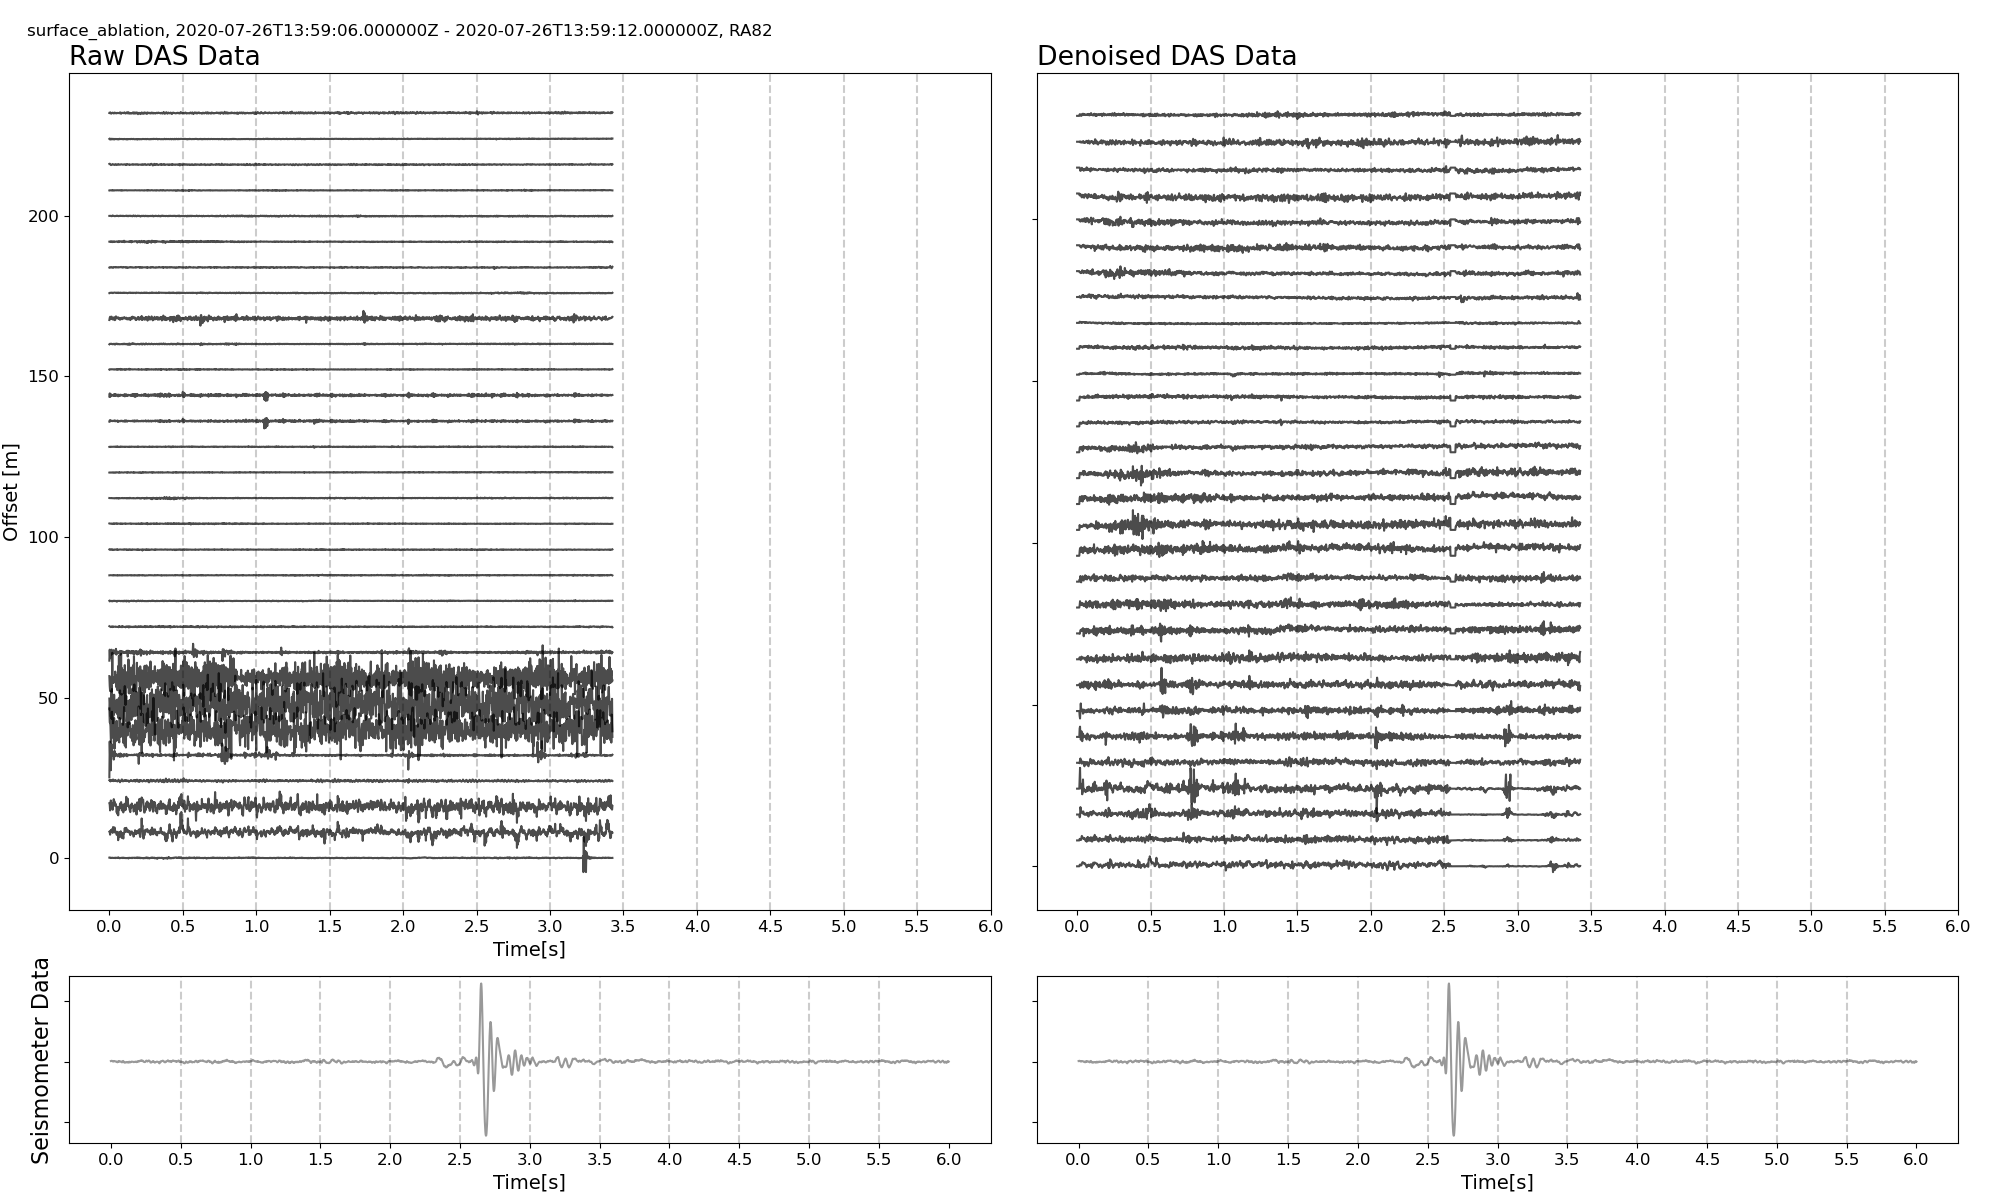 surface_ablation, 2020-07-26T13:59:06.000000Z - 2020-07-26T13:59:12.000000Z, RA82
Raw DAS Data
Denoised DAS Data
Offset [m]
200
150
100
50
0
0.0 0.5 1.0 1.5 2.0 2.5 3.0 3.5 4.0 4.5 5.0 5.5 6.0
Time[s]
0.0 0.5 1.0 1.5 2.0 2.5 3.0 3.5 4.0 4.5 5.0 5.5 6.0
Seismometer Data
0.0 0.5 1.0 1.5 2.0 2.5 3.0 3.5 4.0 4.5 5.0 5.5 6.0
Time[s]
0.0 0.5 1.0 1.5 2.0 2.5 3.0 3.5 4.0 4.5 5.0 5.5 6.0
Time[s]